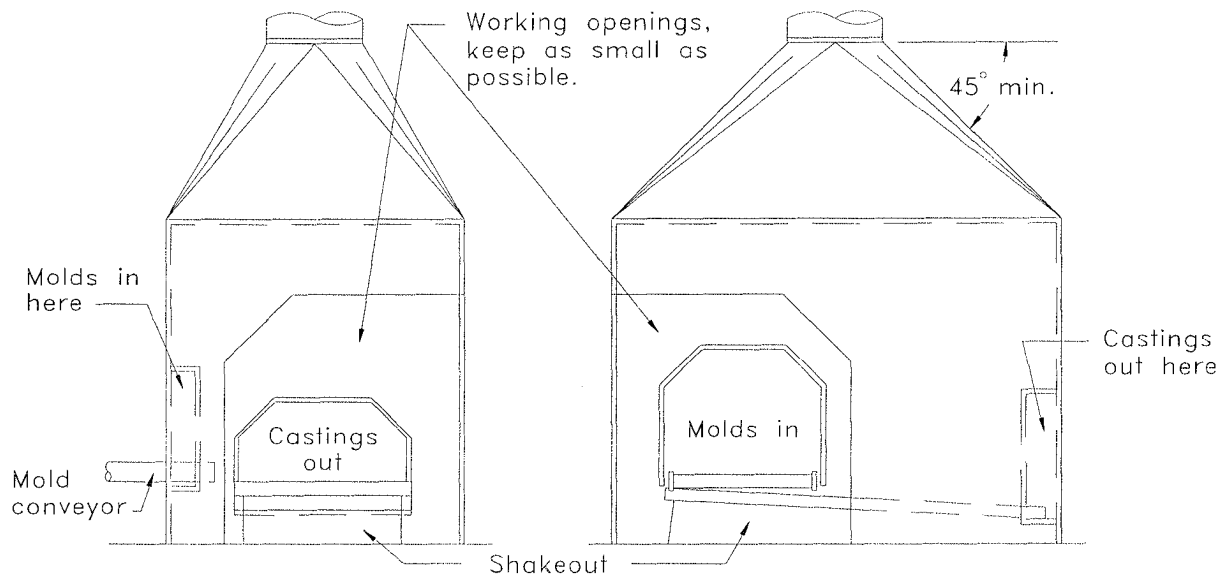 Working openings,
keep as small as
possible.
45° min.
Molds in
here
Castings
out here
Castings
out
Molds in
Mold
conveyor
Shakeout